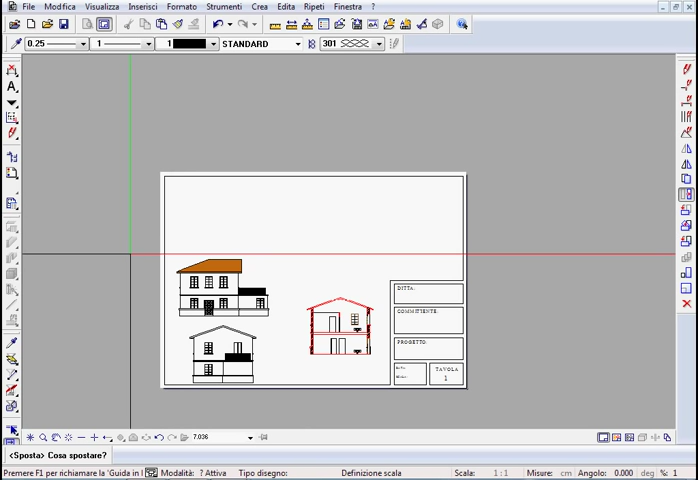 File Modifica Visualizza Inserisci Formato Strumenti Crea Edita Ripeti Finestra ?
0.25 1 1 STANDARD 301
A
DITTA:
COMMITTENTE:
PROGETTO:
TAVOLA
1
7.036
<Sposta> Cosa spostare?
Premere F1 per richiamare la 'Guida in l Modalità: ? Attiva Tipo disegno: Definizione scala Scala: 1 : 1 Misure: cm Angolo: 0.000 deg %: 1